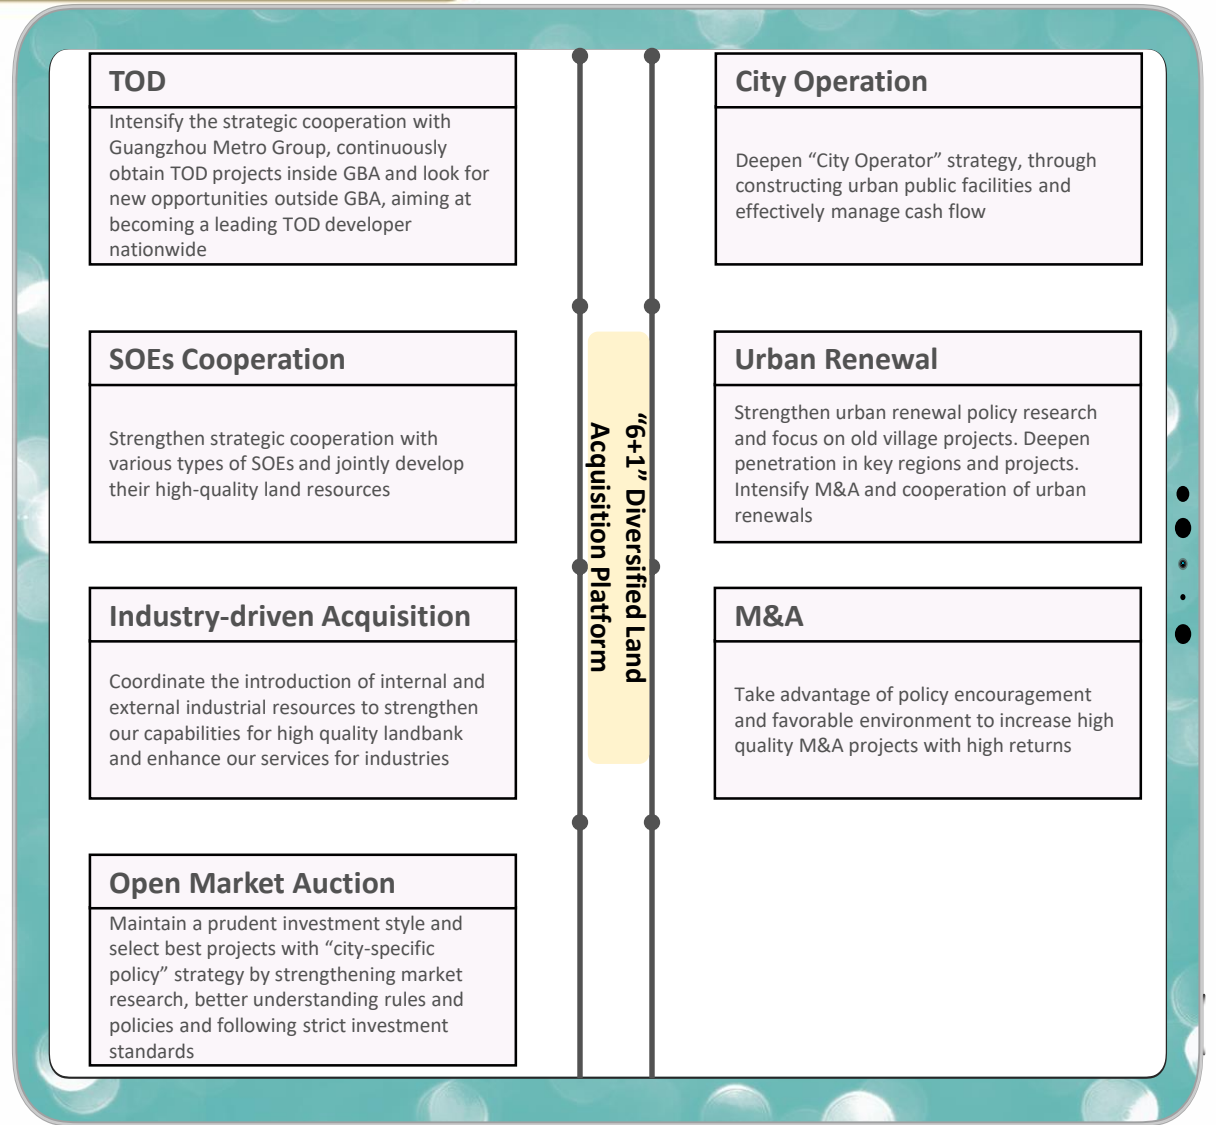 TOD
Intensify the strategic cooperation with
Guangzhou Metro Group, continuously
obtain TOD projects inside GBA and look for
new opportunities outside GBA, aiming at
becoming a leading TOD developer
nationwide
City Operation
Deepen “City Operator” strategy, through
constructing urban public facilities and
effectively manage cash flow
SOEs Cooperation
Strengthen strategic cooperation with
various types of SOEs and jointly develop
their high-quality land resources
“6+1” Diversified Land
Acquisition Platform
Urban Renewal
Strengthen urban renewal policy research
and focus on old village projects. Deepen
penetration in key regions and projects.
Intensify M&A and cooperation of urban
renewals
Industry-driven Acquisition
Coordinate the introduction of internal and
external industrial resources to strengthen
our capabilities for high quality landbank
and enhance our services for industries
M&A
Take advantage of policy encouragement
and favorable environment to increase high
quality M&A projects with high returns
Open Market Auction
Maintain a prudent investment style and
select best projects with “city-specific
policy” strategy by strengthening market
research, better understanding rules and
policies and following strict investment
standards